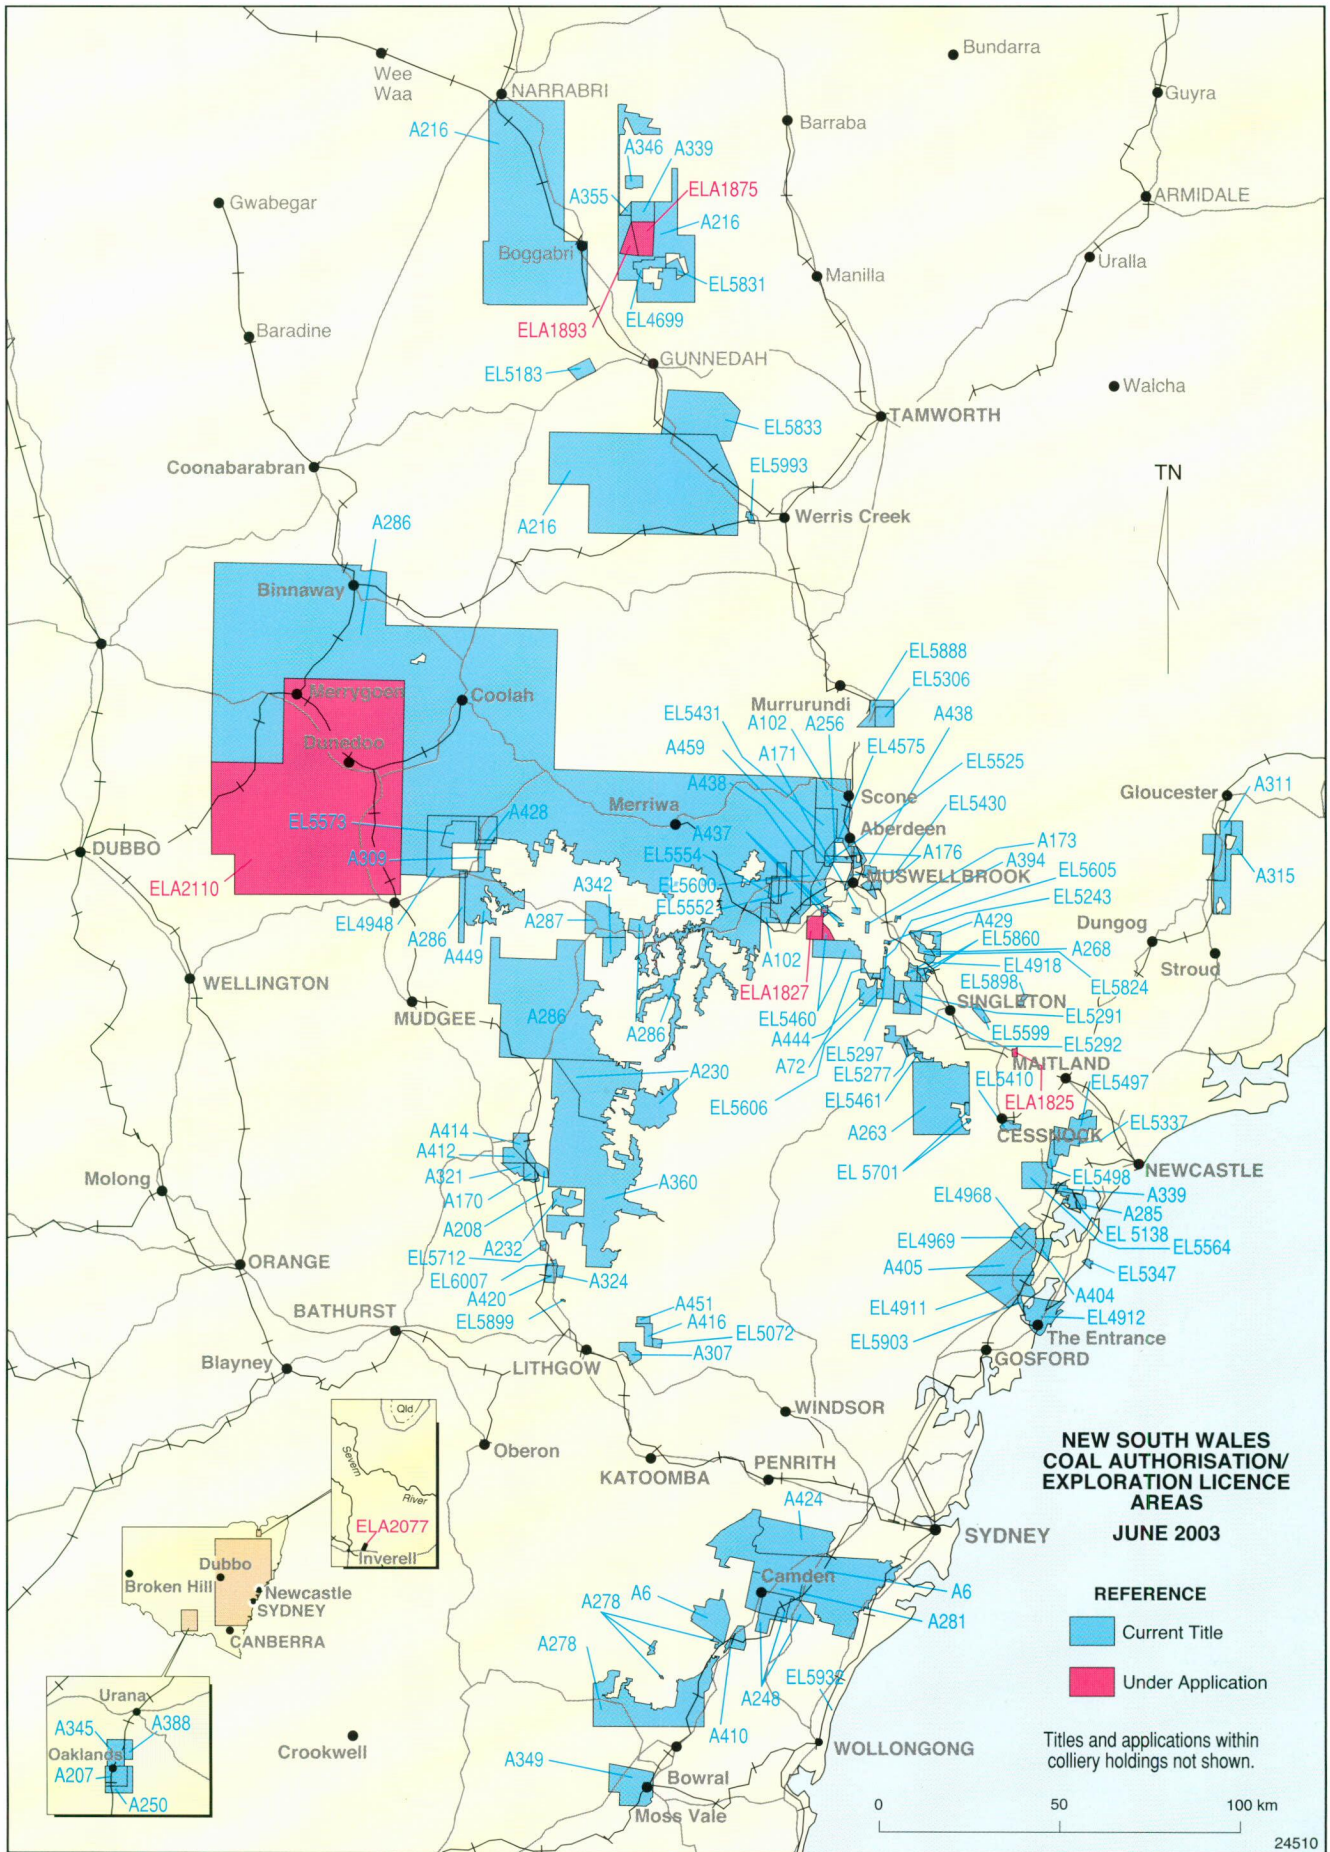 Bundarra
Wee
Waa
NARRABRI
Guyra
A216
Barraba
A346
A339
ELA1875
A355
Gwabegar
ARMIDALE
A216
Boggabri
Uralla
EL5831
Manilla
EL4699
ELA1893
Baradine
GUNNEDAH
EL5183
Walcha
TAMWORTH
EL5833
Coonabarabran
EL5993
TN
A216
Werris Creek
A286
Binnaway
EL5888
EL5306
Merrygoen
Coolah
Murrurundi
EL5431
A102
A256
A438
Dunedoo
A459
A171
EL4575
EL5525
A438
Scone
Gloucester
A311
EL5573
A428
Merriwa
EL5430
A437
Aberdeen
DUBBO
A309
EL5554
A176
A173
A394
ELA2110
EL5600
MUSWELLBROOK
EL5605
A315
EL5552
EL5243
EL4948
A342
A287
A429
Dungog
A286
EL5860
A449
A102
A268
Stroud
EL4918
WELLINGTON
ELA1827
EL5898
EL5824
MUDGEE
A286
A286
EL5460
SINGLETON
EL5291
A444
EL5599
EL5292
A72
EL5297
MAITLAND
A230
EL5277
EL5410
EL5497
EL5606
EL5461
ELA1825
A414
A263
CESSNOCK
EL5337
A412
EL 5701
NEWCASTLE
A321
Molong
A170
A360
EL5498
EL4968
A339
A208
A285
A232
EL4969
EL 5138
EL5712
EL5564
ORANGE
A405
EL5347
EL6007
A324
A404
A420
EL4911
BATHURST
A451
EL4912
EL5899
A416
EL5072
EL5903
The Entrance
A307
Blayney
LITHGOW
GOSFORD
Qld
WINDSOR
Severn
River
Oberon
KATOOMBA
PENRITH
NEW SOUTH WALES
COAL AUTHORISATION/
EXPLORATION LICENCE
AREAS
JUNE 2003
A424
ELA2077
Inverell
SYDNEY
Dubbo
Broken Hill
Newcastle
SYDNEY
CANBERRA
Camden
A6
A6
REFERENCE
A278
A281
Current Title
A278
EL5932
Under Application
Urana
A248
A345
A388
A410
Oaklands
Crookwell
WOLLONGONG
Titles and applications within
colliery holdings not shown.
A207
A349
A250
Bowral
Moss Vale
0
50
100 km
24510